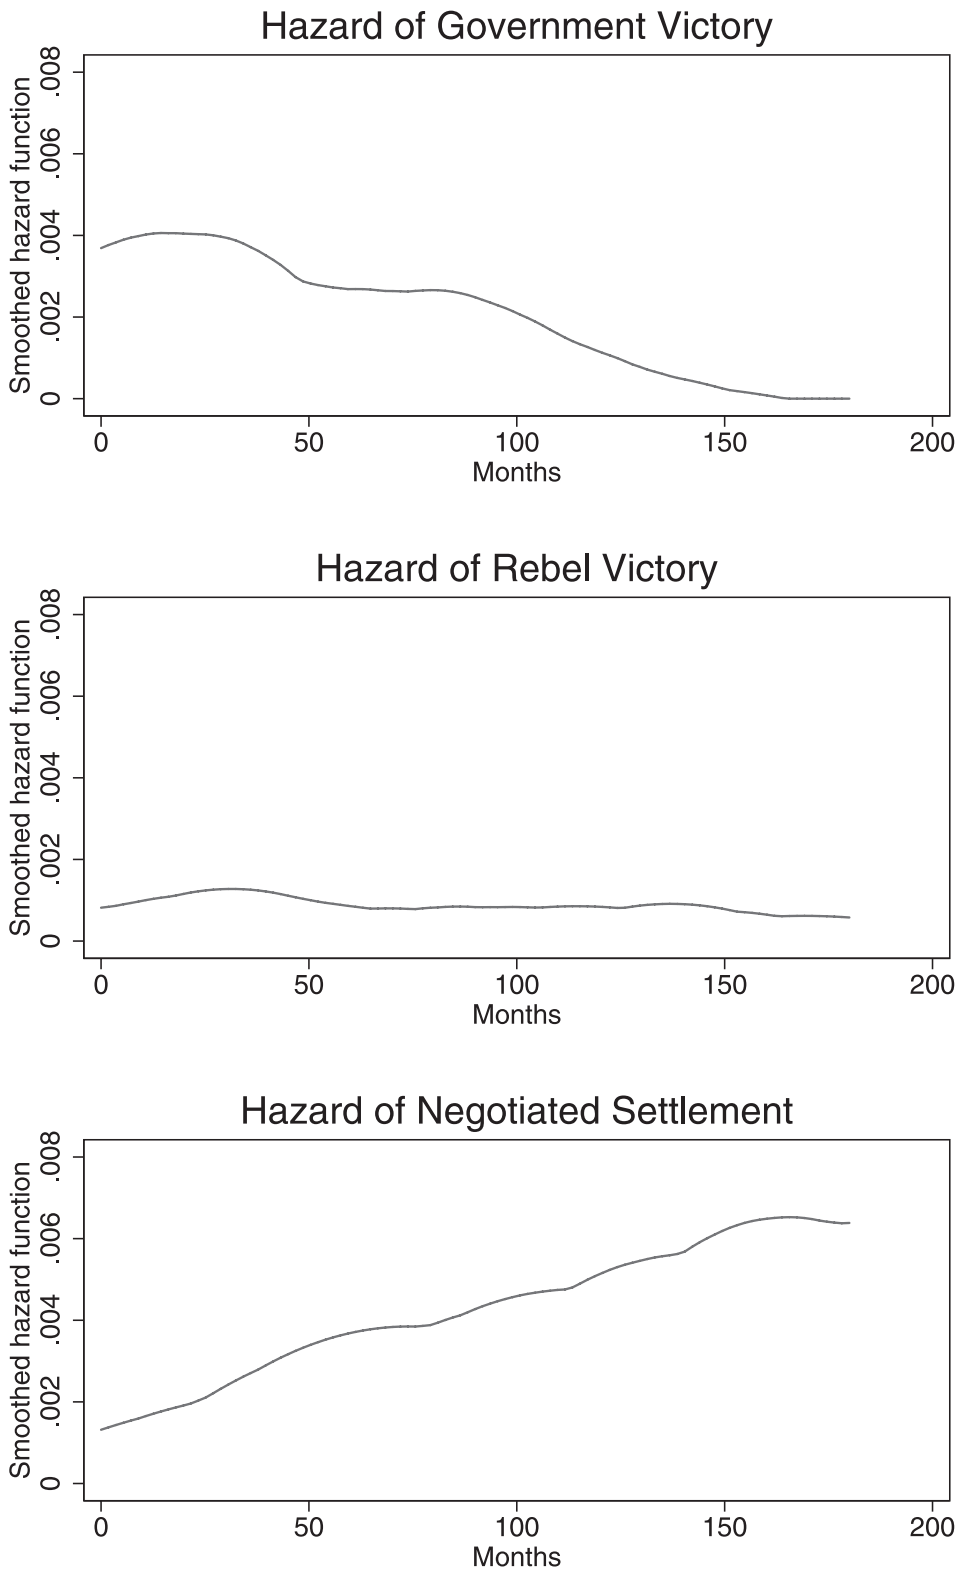 Hazard of Government Victory
Smoothed hazard function
.008
.006
.004
.002
0
0 50 100 150 200
Months
Hazard of Rebel Victory
Smoothed hazard function
.008
.006
.004
.002
0
0 50 100 150 200
Months
Hazard of Negotiated Settlement
Smoothed hazard function
.008
.006
.004
.002
0
0 50 100 150 200
Months